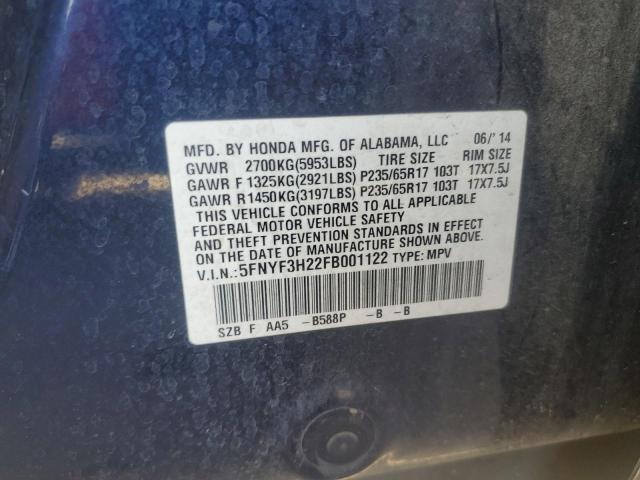 MFD. BY HONDA MFG. OF ALABAMA, LLC 06/'14
GVWR 2700KG(5953LBS) TIRE SIZE RIM SIZE
GAWR F 1325KG(2921LBS) P235/65R17 103T 17X7.5J
GAWR R 1450KG(3197LBS) P235/65R17 103T 17X7.5J
THIS VEHICLE CONFORMS TO ALL APPLICABLE
FEDERAL MOTOR VEHICLE SAFETY
AND THEFT PREVENTION STANDARDS IN EFFECT
ON THE DATE OF MANUFACTURE SHOWN ABOVE.
V.I.N.: 5FNYF3H22FB001122 TYPE: MPV
SZB F AA5 -B588P -B -B